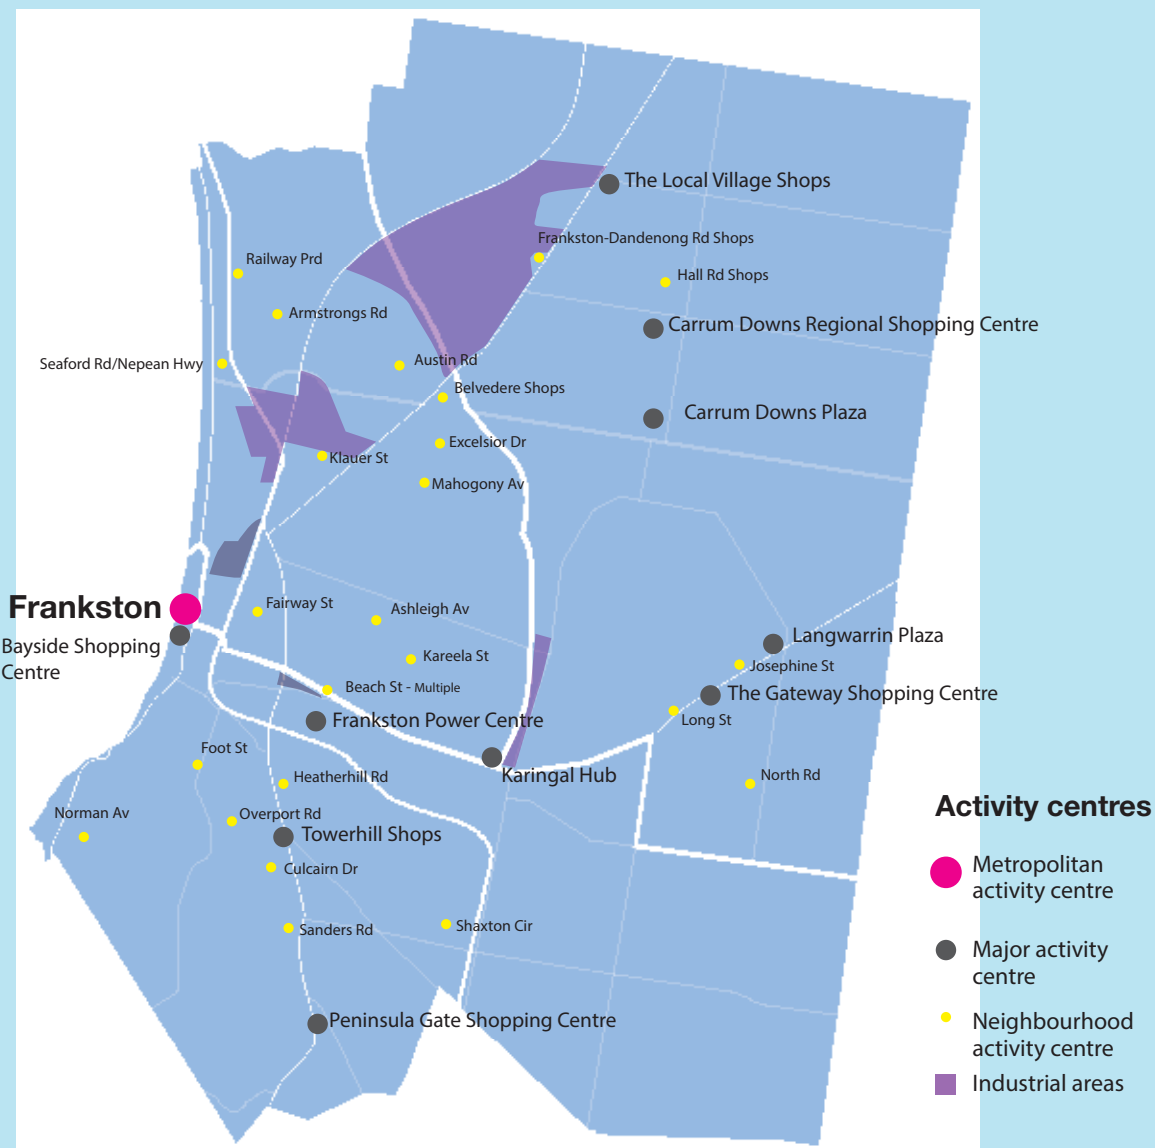 The Local Village Shops
Frankston-Dandenong Rd Shops
Railway Prd
Hall Rd Shops
Armstrongs Rd
Carrum Downs Regional Shopping Centre
Seaford Rd/Nepean Hwy
Austin Rd
Belvedere Shops
Carrum Downs Plaza
Excelsior Dr
Klauer St
Mahogony Av
Frankston
Fairway St
Ashleigh Av
Bayside Shopping
Centre
Langwarrin Plaza
Kareela St
Josephine St
Beach St - Multiple
The Gateway Shopping Centre
Frankston Power Centre
Long St
Foot St
Karingal Hub
Heatherhill Rd
North Rd
Norman Av
Overport Rd
Towerhill Shops
Culcairn Dr
Sanders Rd
Shaxton Cir
Peninsula Gate Shopping Centre
Activity centres
Metropolitan
activity centre
Major activity
centre
Neighbourhood
activity centre
Industrial areas